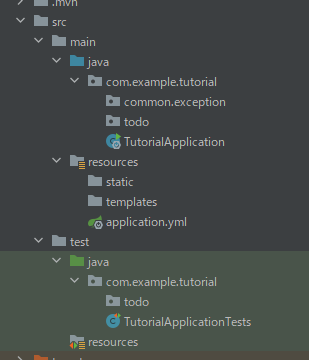 .mvn
src
main
java
com.example.tutorial
common.exception
todo
TutorialApplication
resources
static
templates
application.yml
test
java
com.example.tutorial
todo
TutorialApplicationTests
resources